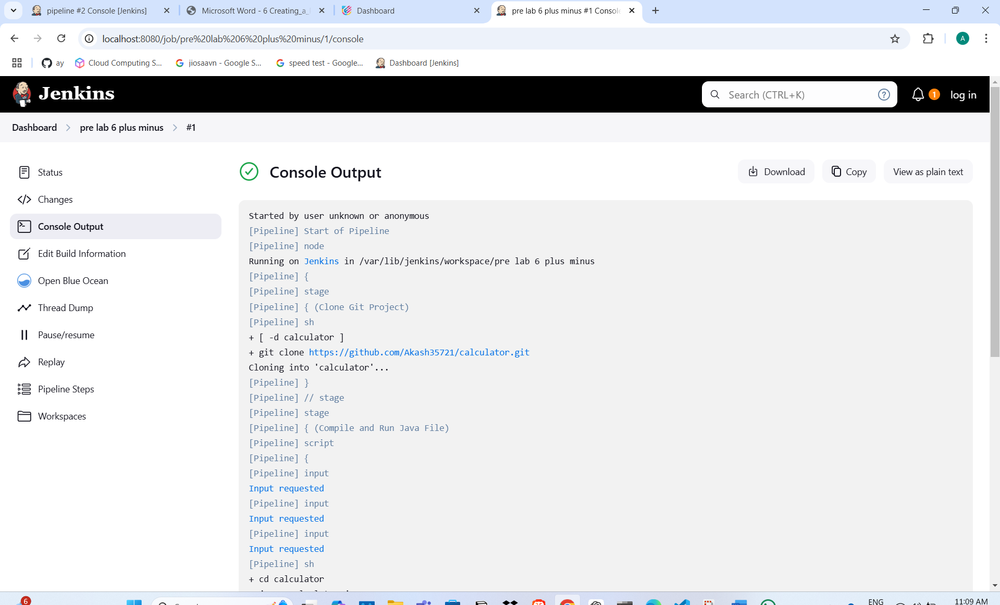 pipeline #2 Console [Jenkins]
Microsoft Word - 6 Creating_a_
Dashboard
pre lab 6 plus minus #1 Console
localhost:8080/job/pre%20lab%206%20plus%20minus/1/console
A
ay
Cloud Computing S...
jiosaavn - Google S...
speed test - Google...
Dashboard [Jenkins]
Jenkins
Search (CTRL+K)
?
1
log in
Dashboard
pre lab 6 plus minus
#1
Status
Changes
Console Output
Edit Build Information
Open Blue Ocean
Thread Dump
Pause/resume
Replay
Pipeline Steps
Workspaces
Console Output
Download
Copy
View as plain text
Started by user unknown or anonymous
[Pipeline] Start of Pipeline
[Pipeline] node
Running on Jenkins in /var/lib/jenkins/workspace/pre lab 6 plus minus
[Pipeline] {
[Pipeline] stage
[Pipeline] { (Clone Git Project)
[Pipeline] sh
+ [ -d calculator ]
+ git clone https://github.com/Akash35721/calculator.git
Cloning into 'calculator'...
[Pipeline] }
[Pipeline] // stage
[Pipeline] stage
[Pipeline] { (Compile and Run Java File)
[Pipeline] script
[Pipeline] {
[Pipeline] input
Input requested
[Pipeline] input
Input requested
[Pipeline] input
Input requested
[Pipeline] sh
+ cd calculator
6
ENG
11:09 AM